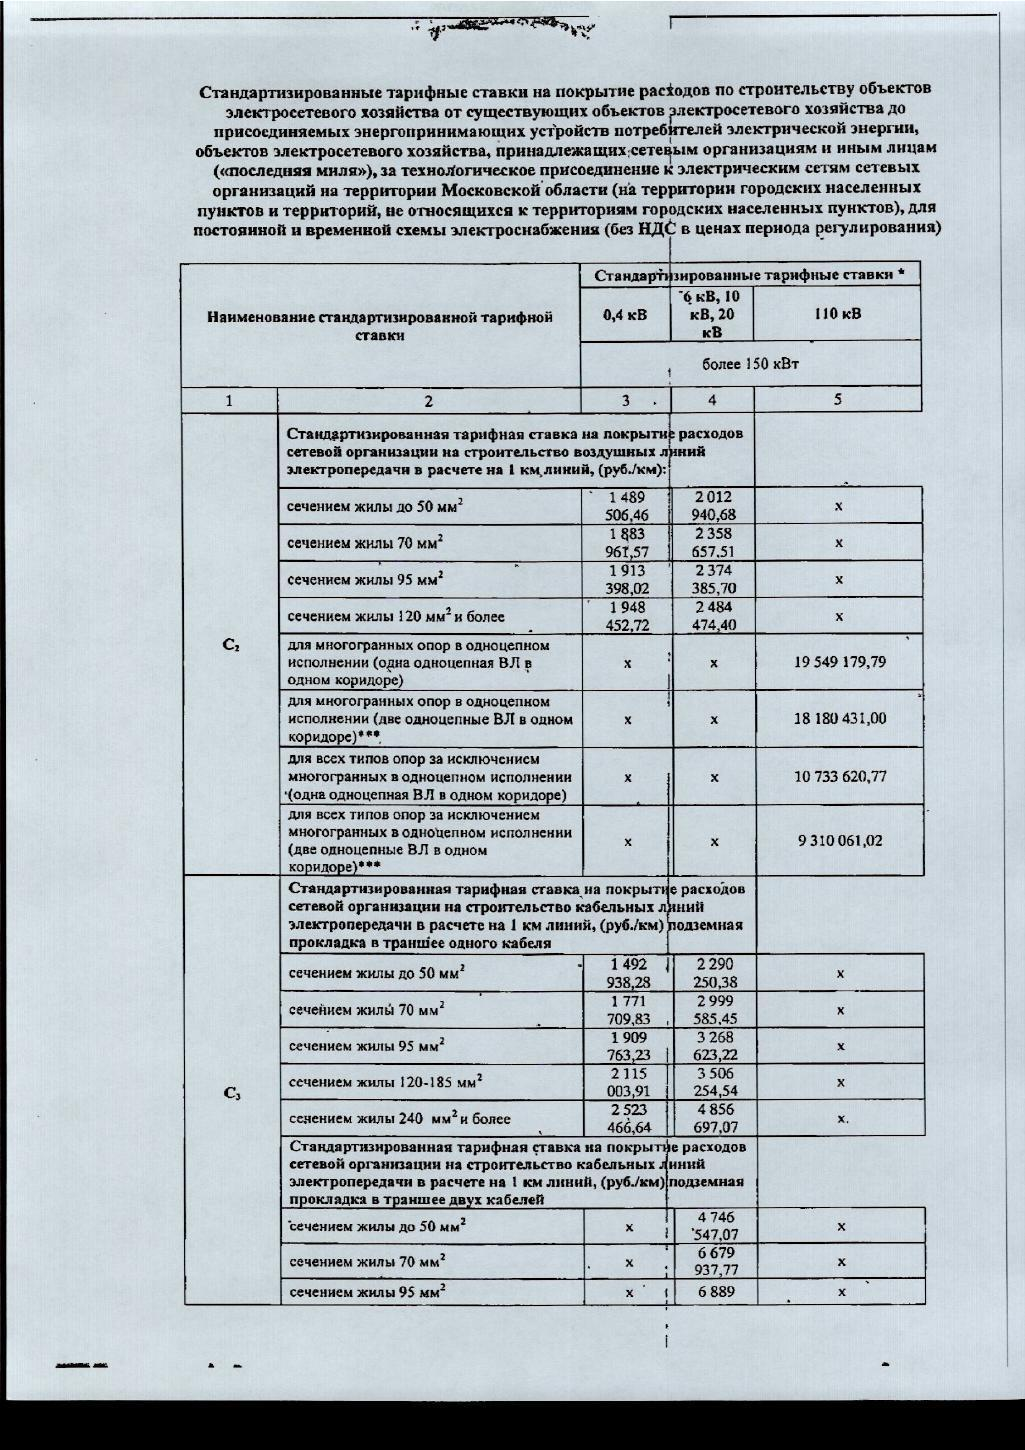 Стандартизированные тарифные ставки на покрытие расходов по строительству объектов
электросетевого хозяйства от существующих объектов электросетевого хозяйства до
присоединяемых энергопринимающих устройств потребителей электрической энергии,
объектов электросетевого хозяйства, принадлежащих сетевым организациям и иным лицам
(«последняя миля»), за технологическое присоединение к электрическим сетям сетевых
организаций на территории Московской области (на территории городских населенных
пунктов и территорий, не относящихся к территориям городских населенных пунктов), для
постоянной и временной схемы электроснабжения (без НДС в ценах периода регулирования)
Наименование стандартизированной тарифной
ставки
Стандартизированные тарифные ставки *
0,4 кВ
6 кВ, 10
кВ, 20
кВ
110 кВ
более 150 кВт
1 2 3 4 5
C₂
Стандартизированная тарифная ставка на покрытие расходов
сетевой организации на строительство воздушных линий
электропередачи в расчете на 1 км линий, (руб./км):
сечением жилы до 50 мм²
1 489
506,46
2 012
940,68
х
сечением жилы 70 мм²
1 883
961,57
2 358
657,51
х
сечением жилы 95 мм²
1 913
398,02
2 374
385,70
х
сечением жилы 120 мм² и более
1 948
452,72
2 484
474,40
х
для многогранных опор в одноцепном
исполнении (одна одноцепная ВЛ в
одном коридоре)
х х 19 549 179,79
для многогранных опор в одноцепном
исполнении (две одноцепные ВЛ в одном
коридоре)***
х х 18 180 431,00
для всех типов опор за исключением
многогранных в одноцепном исполнении
(одна одноцепная ВЛ в одном коридоре)
х х 10 733 620,77
для всех типов опор за исключением
многогранных в одноцепном исполнении
(две одноцепные ВЛ в одном
коридоре)***
х х 9 310 061,02
C₃
Стандартизированная тарифная ставка на покрытие расходов
сетевой организации на строительство кабельных линий
электропередачи в расчете на 1 км линий, (руб./км) подземная
прокладка в траншее одного кабеля
сечением жилы до 50 мм²
1 492
938,28
2 290
250,38
х
сечением жилы 70 мм²
1 771
709,83
2 999
585,45
х
сечением жилы 95 мм²
1 909
763,23
3 268
623,22
х
сечением жилы 120-185 мм²
2 115
003,91
3 506
254,54
х
сечением жилы 240 мм² и более
2 523
466,64
4 856
697,07
х
Стандартизированная тарифная ставка на покрытие расходов
сетевой организации на строительство кабельных линий
электропередачи в расчете на 1 км линий, (руб./км) подземная
прокладка в траншее двух кабелей
сечением жилы до 50 мм²
х
4 746
547,07
х
сечением жилы 70 мм²
х
6 679
937,77
х
сечением жилы 95 мм²
х 6 889 х